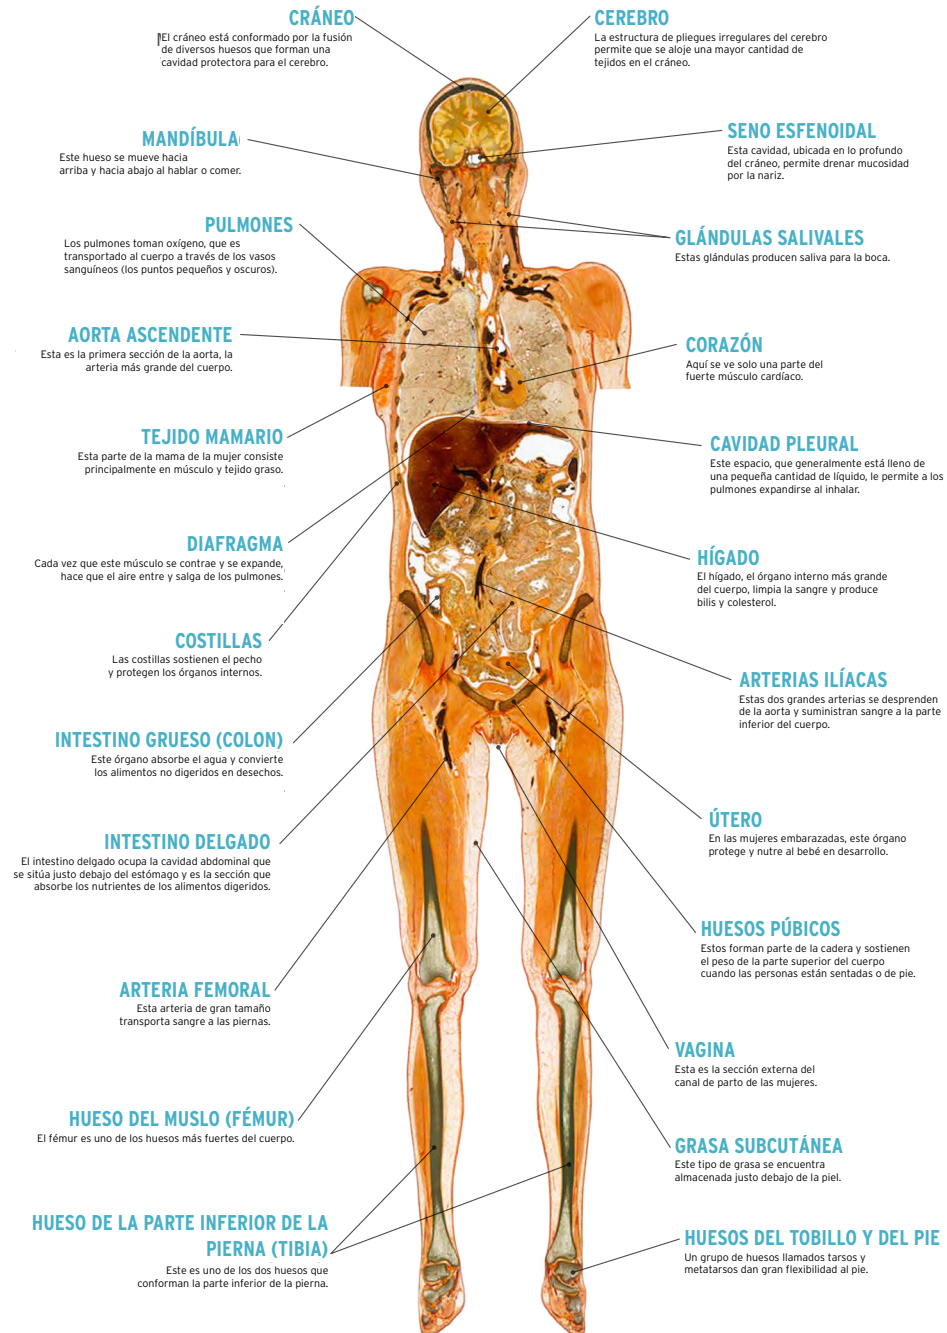 CRÁNEO
El cráneo está conformado por la fusión
de diversos huesos que forman una
cavidad protectora para el cerebro.
MANDÍBULA
Este hueso se mueve hacia
arriba y hacia abajo al hablar o comer.
PULMONES
Los pulmones toman oxígeno, que es
transportado al cuerpo a través de los vasos
sanguíneos (los puntos pequeños y oscuros).
AORTA ASCENDENTE
Esta es la primera sección de la aorta, la
arteria más grande del cuerpo.
TEJIDO MAMARIO
Esta parte de la mama de la mujer consiste
principalmente en músculo y tejido graso.
DIAFRAGMA
Cada vez que este músculo se contrae y se expande,
hace que el aire entre y salga de los pulmones.
COSTILLAS
Las costillas sostienen el pecho
y protegen los órganos internos.
INTESTINO GRUESO (COLON)
Este órgano absorbe el agua y convierte
los alimentos no digeridos en desechos.
INTESTINO DELGADO
El intestino delgado ocupa la cavidad abdominal que
se sitúa justo debajo del estómago y es la sección que
absorbe los nutrientes de los alimentos digeridos.
ARTERIA FEMORAL
Esta arteria de gran tamaño
transporta sangre a las piernas.
HUESO DEL MUSLO (FÉMUR)
El fémur es uno de los huesos más fuertes del cuerpo.
HUESO DE LA PARTE INFERIOR DE LA
PIERNA (TIBIA)
Este es uno de los dos huesos que
conforman la parte inferior de la pierna.
CEREBRO
La estructura de pliegues irregulares del cerebro
permite que se aloje una mayor cantidad de
tejidos en el cráneo.
SENO ESFENOIDAL
Esta cavidad, ubicada en lo profundo
del cráneo, permite drenar mucosidad
por la nariz.
GLÁNDULAS SALIVALES
Estas glándulas producen saliva para la boca.
CORAZÓN
Aquí se ve solo una parte del
fuerte músculo cardíaco.
CAVIDAD PLEURAL
Este espacio, que generalmente está lleno de
una pequeña cantidad de líquido, le permite a los
pulmones expandirse al inhalar.
HÍGADO
El hígado, el órgano interno más grande
del cuerpo, limpia la sangre y produce
bilis y colesterol.
ARTERIAS ILÍACAS
Estas dos grandes arterias se desprenden
de la aorta y suministran sangre a la parte
inferior del cuerpo.
ÚTERO
En las mujeres embarazadas, este órgano
protege y nutre al bebé en desarrollo.
HUESOS PÚBICOS
Estos forman parte de la cadera y sostienen
el peso de la parte superior del cuerpo
cuando las personas están sentadas o de pie.
VAGINA
Esta es la sección externa del
canal de parto de las mujeres.
GRASA SUBCUTÁNEA
Este tipo de grasa se encuentra
almacenada justo debajo de la piel.
HUESOS DEL TOBILLO Y DEL PIE
Un grupo de huesos llamados tarsos y
metatarsos dan gran flexibilidad al pie.